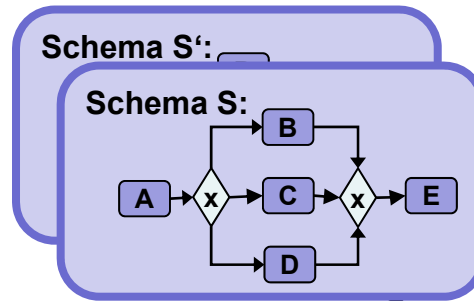 Schema S‘:
Schema S:
B
A x C x E
D